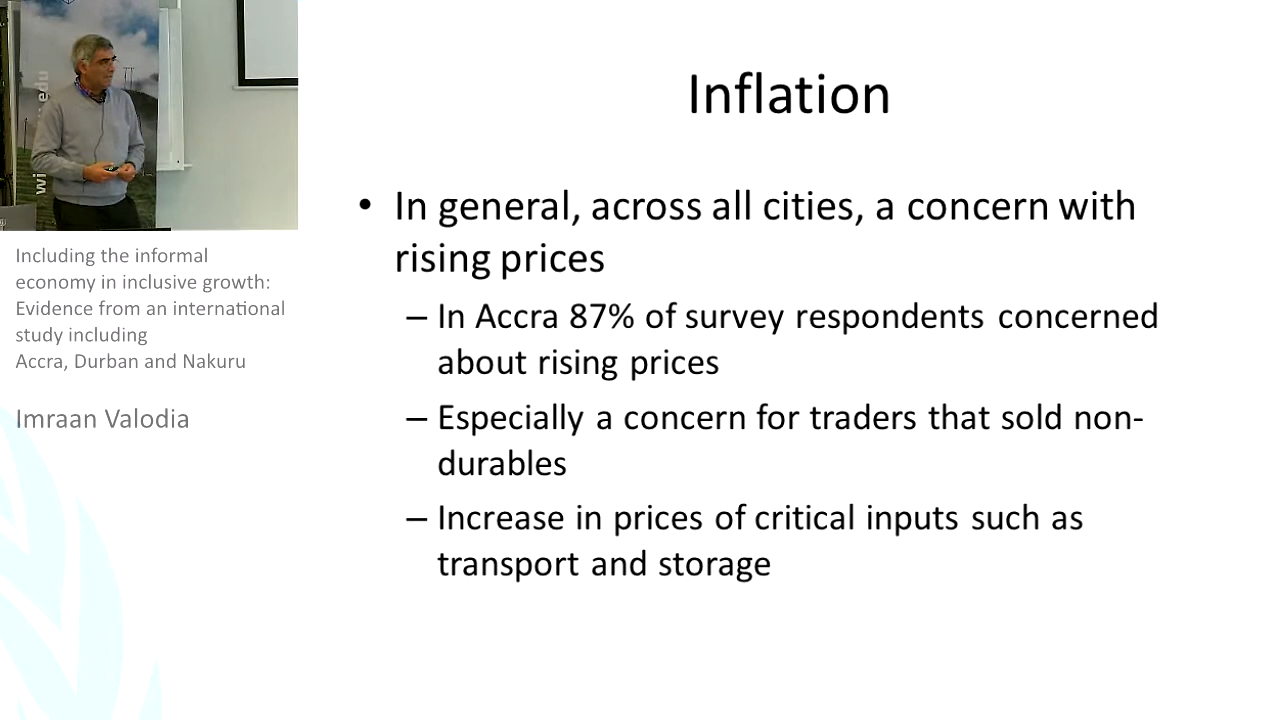 Inflation
• In general, across all cities, a concern with
rising prices
– In Accra 87% of survey respondents concerned
about rising prices
– Especially a concern for traders that sold non-
durables
– Increase in prices of critical inputs such as
transport and storage
Including the informal
economy in inclusive growth:
Evidence from an international
study including
Accra, Durban and Nakuru
Imraan Valodia